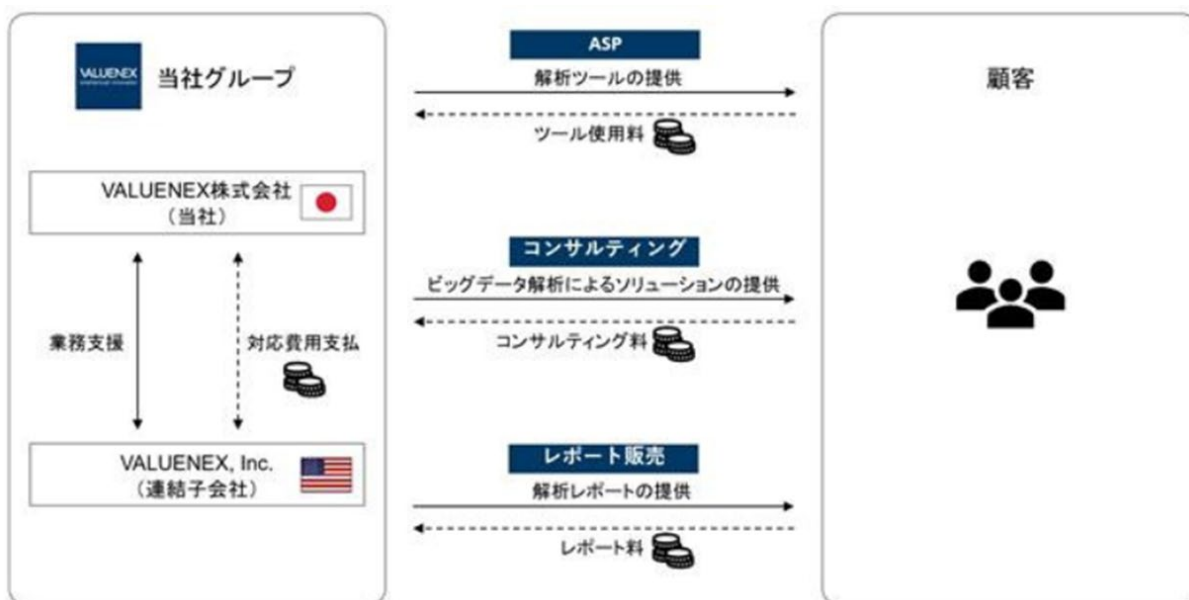 VALUENEX
当社グループ
VALUENEX株式会社
（当社）
業務支援
対応費用支払
VALUENEX, Inc.
（連結子会社）
ASP
解析ツールの提供
ツール使用料
コンサルティング
ビッグデータ解析によるソリューションの提供
コンサルティング料
レポート販売
解析レポートの提供
レポート料
顧客